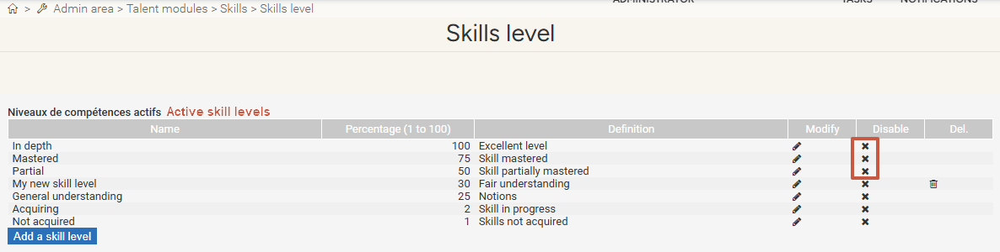 ADMINISTRATOR TASKS NOTIFICATIONS
> Admin area > Talent modules > Skills > Skills level
Skills level
Niveaux de compétences actifs Active skill levels
Name Percentage (1 to 100) Definition Modify Disable Del.
In depth 100 Excellent level
Mastered 75 Skill mastered
Partial 50 Skill partially mastered
My new skill level 30 Fair understanding
General understanding 25 Notions
Acquiring 2 Skill in progress
Not acquired 1 Skills not acquired
Add a skill level